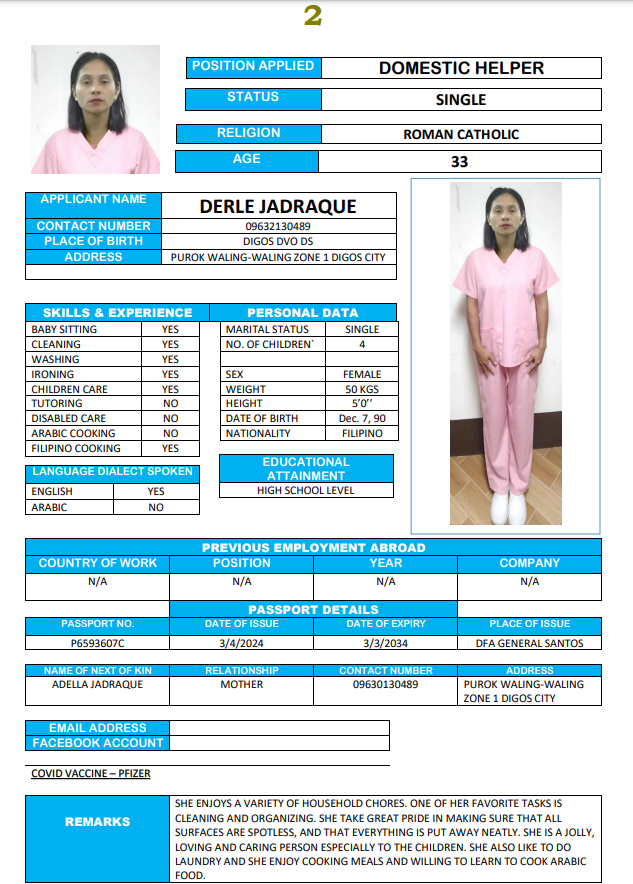 2
POSITION APPLIED DOMESTIC HELPER
STATUS SINGLE
RELIGION ROMAN CATHOLIC
AGE 33
APPLICANT NAME DERLE JADRAQUE
CONTACT NUMBER 09632130489
PLACE OF BIRTH DIGOS DVO DS
ADDRESS PUROK WALING-WALING ZONE 1 DIGOS CITY
SKILLS & EXPERIENCE
BABY SITTING YES
CLEANING YES
WASHING YES
IRONING YES
CHILDREN CARE YES
TUTORING NO
DISABLED CARE NO
ARABIC COOKING NO
FILIPINO COOKING YES
LANGUAGE DIALECT SPOKEN
ENGLISH YES
ARABIC NO
PERSONAL DATA
MARITAL STATUS SINGLE
NO. OF CHILDREN` 4
SEX FEMALE
WEIGHT 50 KGS
HEIGHT 5'0''
DATE OF BIRTH Dec. 7, 90
NATIONALITY FILIPINO
EDUCATIONAL
ATTAINMENT
HIGH SCHOOL LEVEL
PREVIOUS EMPLOYMENT ABROAD
COUNTRY OF WORK POSITION YEAR COMPANY
N/A N/A N/A N/A
PASSPORT DETAILS
PASSPORT NO. DATE OF ISSUE DATE OF EXPIRY PLACE OF ISSUE
P6593607C 3/4/2024 3/3/2034 DFA GENERAL SANTOS
NAME OF NEXT OF KIN RELATIONSHIP CONTACT NUMBER ADDRESS
ADELLA JADRAQUE MOTHER 09630130489 PUROK WALING-WALING
ZONE 1 DIGOS CITY
EMAIL ADDRESS
FACEBOOK ACCOUNT
COVID VACCINE – PFIZER
REMARKS
SHE ENJOYS A VARIETY OF HOUSEHOLD CHORES. ONE OF HER FAVORITE TASKS IS
CLEANING AND ORGANIZING. SHE TAKE GREAT PRIDE IN MAKING SURE THAT ALL
SURFACES ARE SPOTLESS, AND THAT EVERYTHING IS PUT AWAY NEATLY. SHE IS A JOLLY,
LOVING AND CARING PERSON ESPECIALLY TO THE CHILDREN. SHE ALSO LIKE TO DO
LAUNDRY AND SHE ENJOY COOKING MEALS AND WILLING TO LEARN TO COOK ARABIC
FOOD.